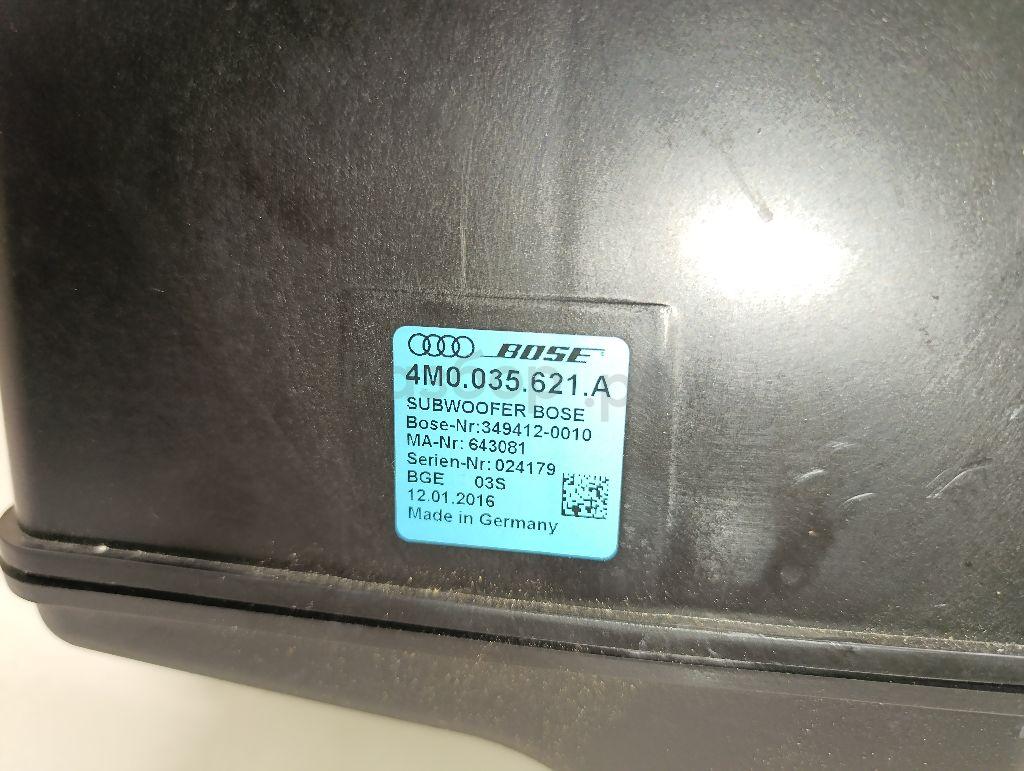 BOSE
4M0.035.621.A
SUBWOOFER BOSE
Bose-Nr:349412-0010
MA-Nr: 643081
Serien-Nr: 024179
BGE 03S
12.01.2016
Made in Germany